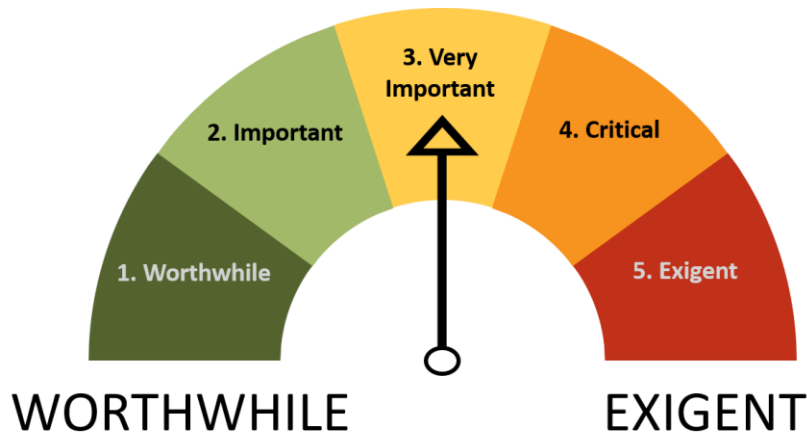 3. Very
Important
2. Important
4. Critical
1. Worthwhile
5. Exigent
WORTHWHILE
EXIGENT